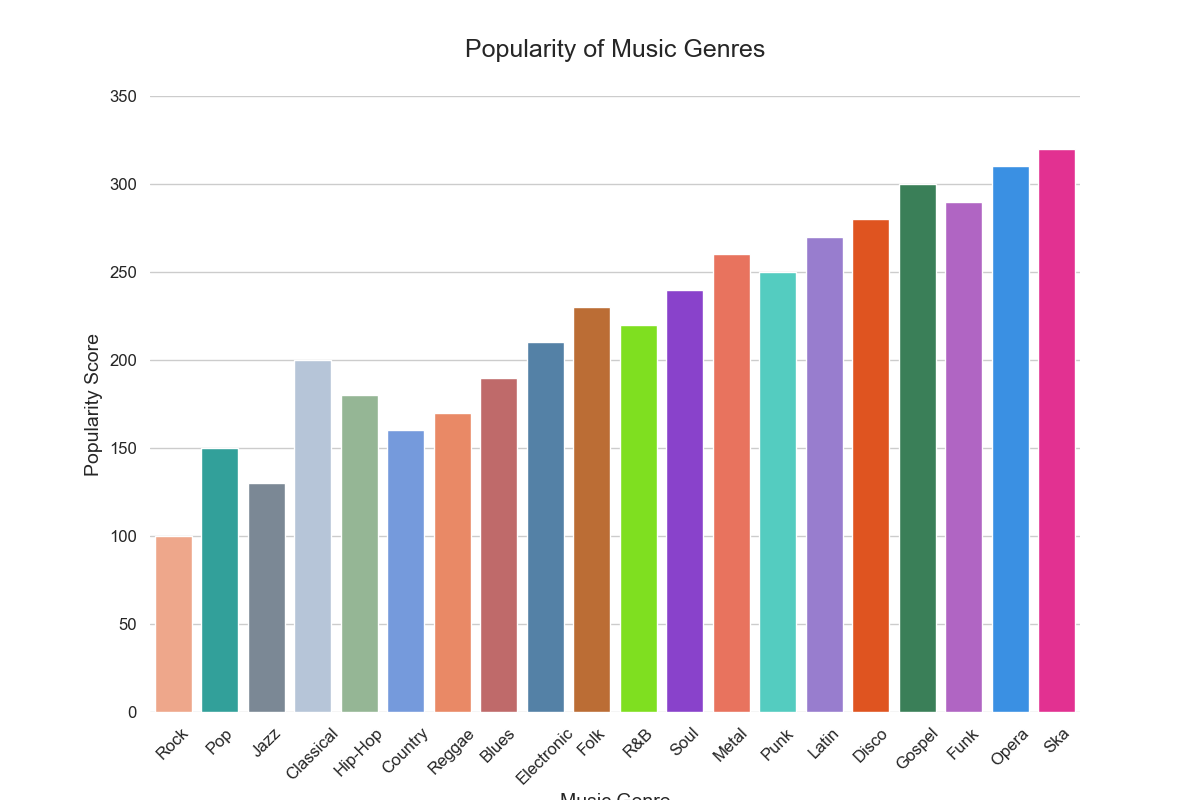 Popularity of Music Genres
350
300
250
200
150
100
50
0
Popularity Score
Rock
Pop
Jazz
Classical
Hip-Hop
Country
Reggae
Blues
Electronic
Folk
R&B
Soul
Metal
Punk
Latin
Disco
Gospel
Funk
Opera
Ska
Music Genre